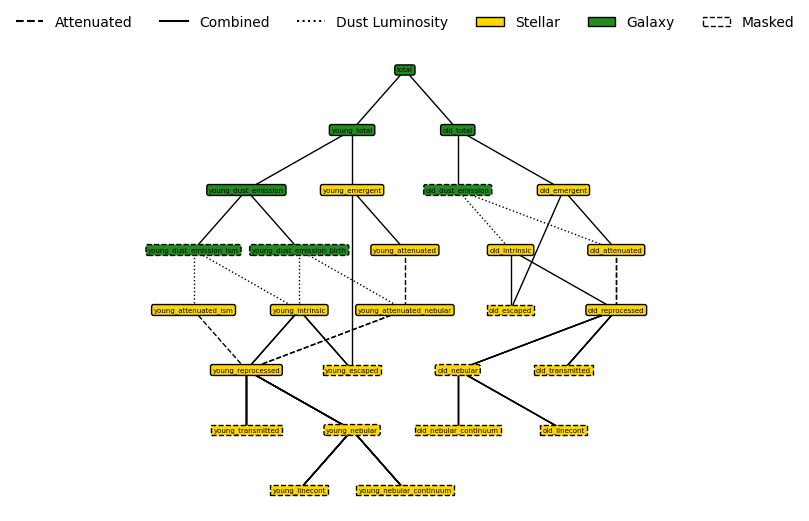 Attenuated Combined Dust Luminosity Stellar Galaxy Masked
total
young_total old_total
young_dust_emission young_emergent old_dust_emission old_emergent
young_dust_emission_ism young_dust_emission_birth young_attenuated old_intrinsic old_attenuated
young_attenuated_ism young_intrinsic young_attenuated_nebular old_escaped old_reprocessed
young_reprocessed young_escaped old_nebular old_transmitted
young_transmitted young_nebular old_nebular_continuum old_linecont
young_linecont young_nebular_continuum